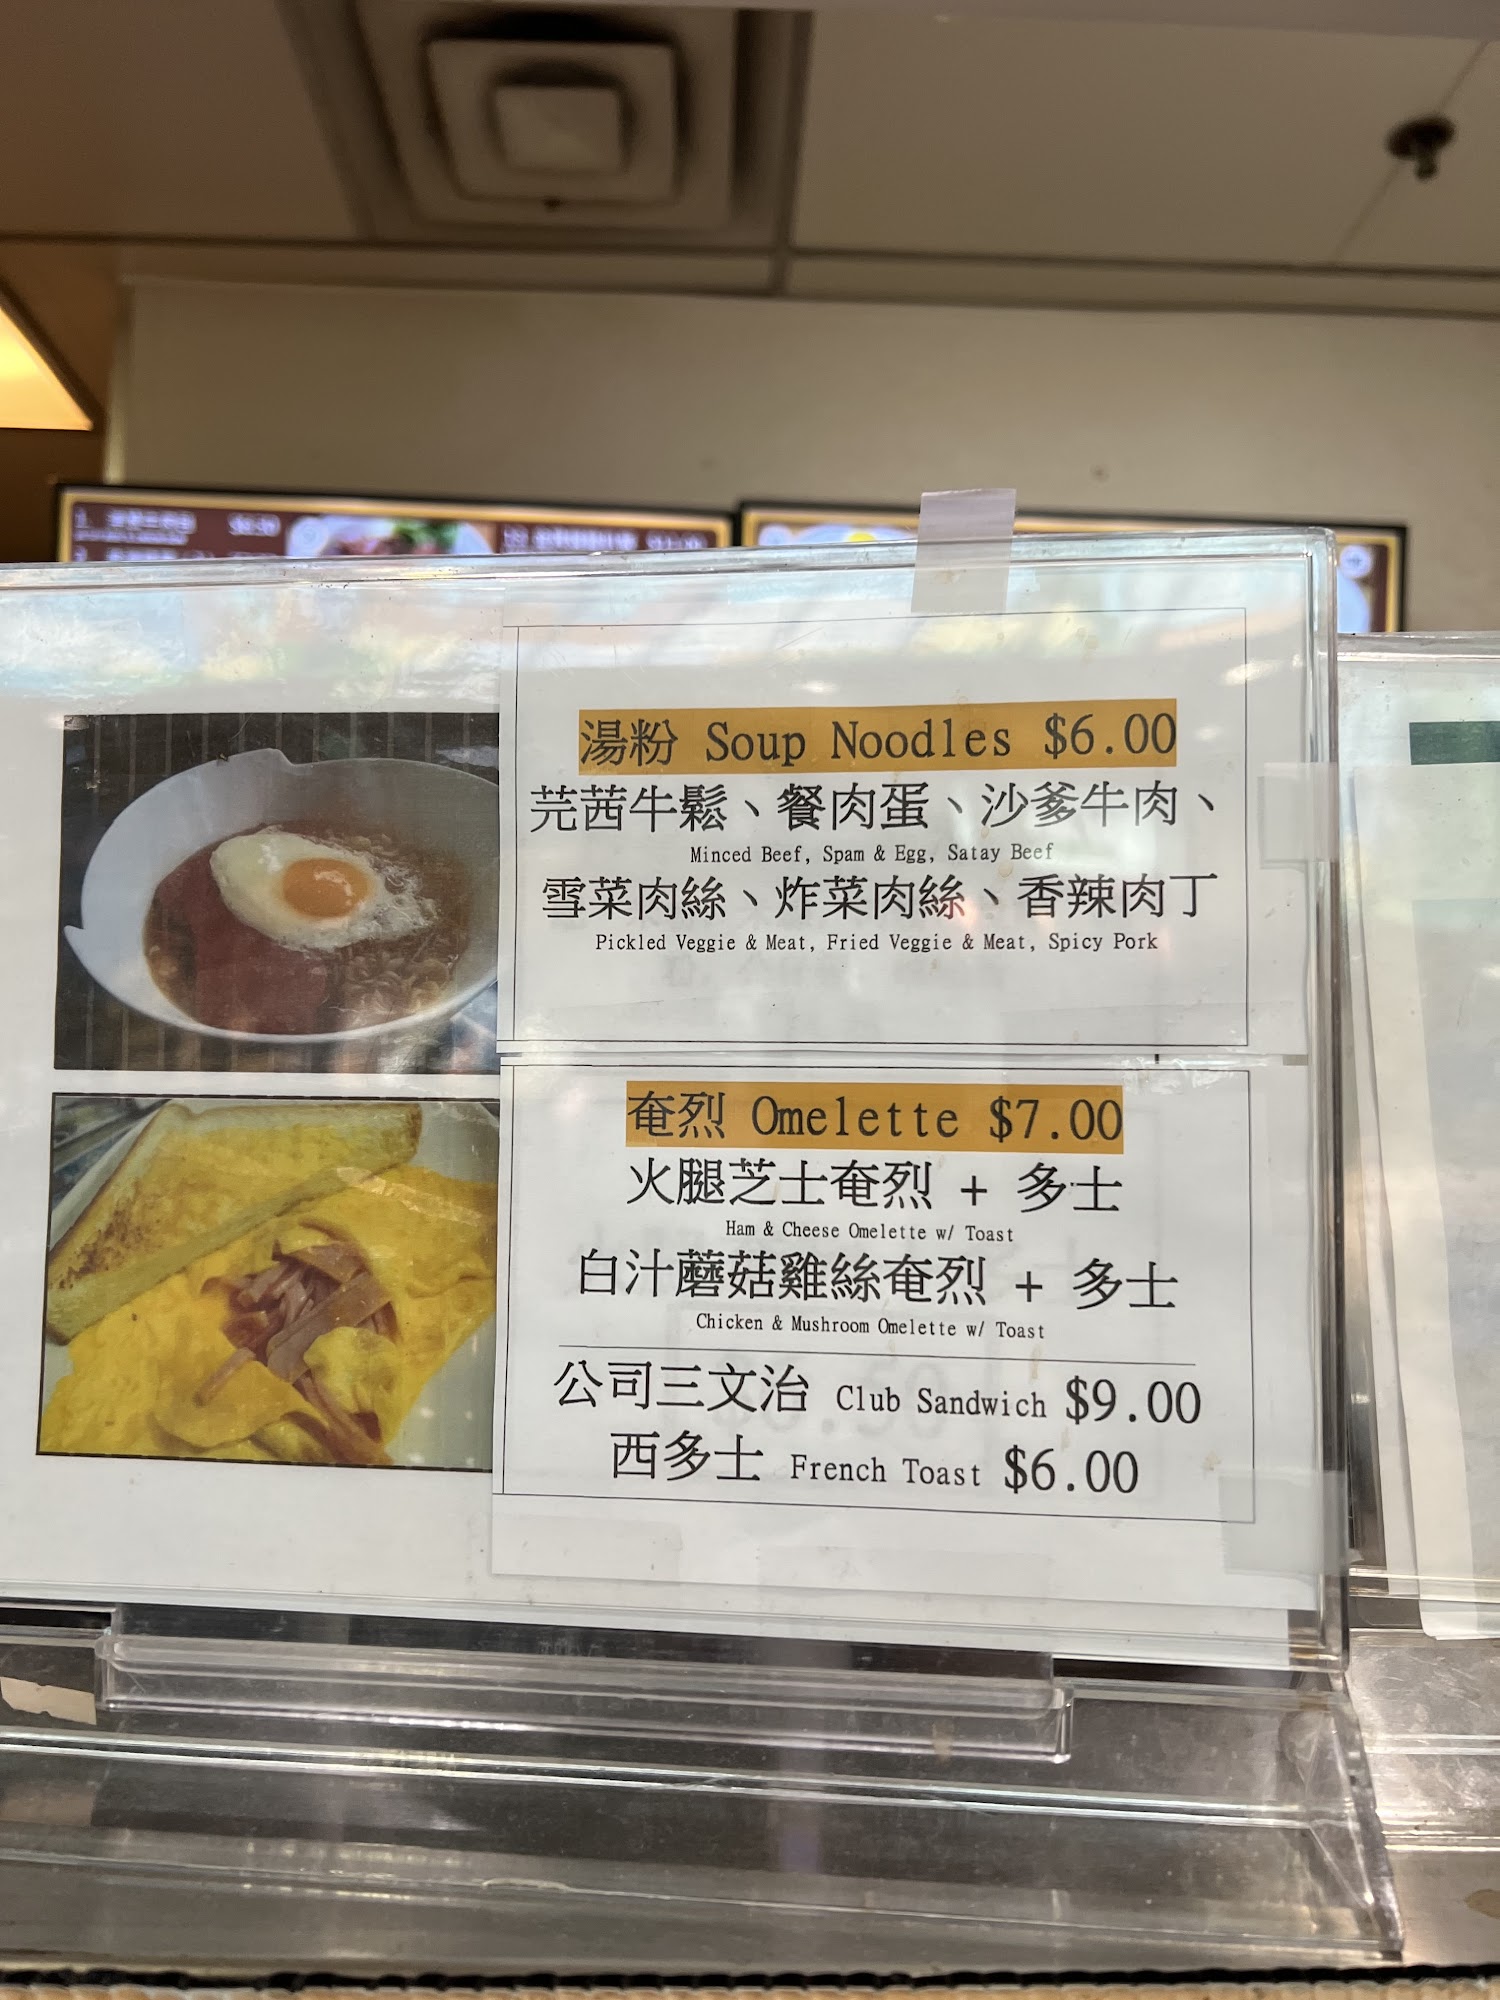 湯粉 Soup Noodles $6.00
芫茜牛鬆、餐肉蛋、沙爹牛肉、
Minced Beef, Spam & Egg, Satay Beef
雪菜肉絲、炸菜肉絲、香辣肉丁
Pickled Veggie & Meat, Fried Veggie & Meat, Spicy Pork
奄烈 Omelette $7.00
火腿芝士奄烈 + 多士
Ham & Cheese Omelette w/ Toast
白汁蘑菇雞絲奄烈 + 多士
Chicken & Mushroom Omelette w/ Toast
公司三文治 Club Sandwich $9.00
西多士 French Toast $6.00